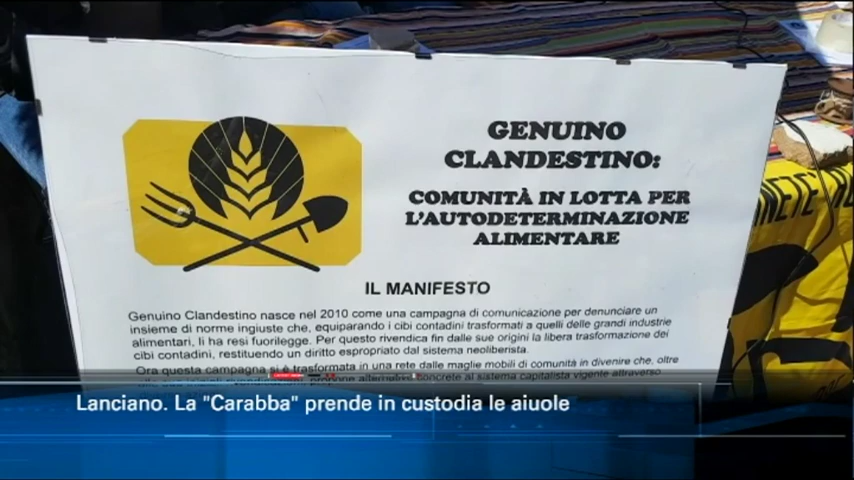 GENUINO
CLANDESTINO:
COMUNITÀ IN LOTTA PER
L'AUTODETERMINAZIONE
ALIMENTARE
IL MANIFESTO
Genuino Clandestino nasce nel 2010 come una campagna di comunicazione per denunciare un
insieme di norme ingiuste che, equiparando i cibi contadini trasformati a quelli delle grandi industrie
alimentari, li ha resi fuorilegge. Per questo rivendica fin dalle sue origini la libera trasformazione dei
cibi contadini, restituendo un diritto espropriato dal sistema neoliberista.
Ora questa campagna si è trasformata in una rete dalle maglie mobili di comunità in divenire che, oltre
alternative concrete al sistema capitalista vigente attraverso
Lanciano. La "Carabba" prende in custodia le aiuole